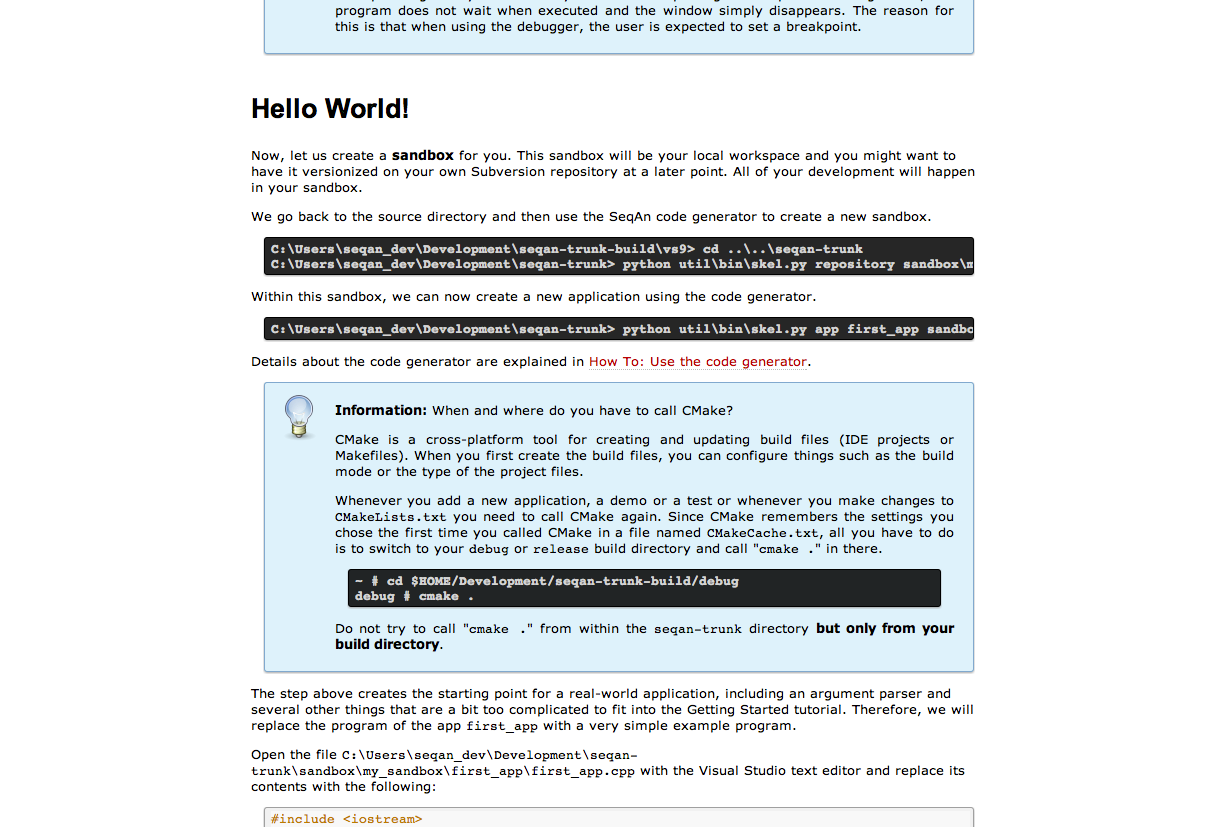 program does not wait when executed and the window simply disappears. The reason for
this is that when using the debugger, the user is expected to set a breakpoint.
Hello World!
Now, let us create a sandbox for you. This sandbox will be your local workspace and you might want to
have it versionized on your own Subversion repository at a later point. All of your development will happen
in your sandbox.
We go back to the source directory and then use the SeqAn code generator to create a new sandbox.
C:\Users\seqan_dev\Development\seqan-trunk-build\vs9> cd ..\..\seqan-trunk
C:\Users\seqan_dev\Development\seqan-trunk> python util\bin\skel.py repository sandbox\m
Within this sandbox, we can now create a new application using the code generator.
C:\Users\seqan_dev\Development\seqan-trunk> python util\bin\skel.py app first_app sandbo
Details about the code generator are explained in How To: Use the code generator.
Information: When and where do you have to call CMake?
CMake is a cross-platform tool for creating and updating build files (IDE projects or
Makefiles). When you first create the build files, you can configure things such as the build
mode or the type of the project files.
Whenever you add a new application, a demo or a test or whenever you make changes to
CMakeLists.txt you need to call CMake again. Since CMake remembers the settings you
chose the first time you called CMake in a file named CMakeCache.txt, all you have to do
is to switch to your debug or release build directory and call "cmake ." in there.
~ # cd $HOME/Development/seqan-trunk-build/debug
debug # cmake .
Do not try to call "cmake ." from within the seqan-trunk directory but only from your
build directory.
The step above creates the starting point for a real-world application, including an argument parser and
several other things that are a bit too complicated to fit into the Getting Started tutorial. Therefore, we will
replace the program of the app first_app with a very simple example program.
Open the file C:\Users\seqan_dev\Development\seqan-
trunk\sandbox\my_sandbox\first_app\first_app.cpp with the Visual Studio text editor and replace its
contents with the following:
#include <iostream>